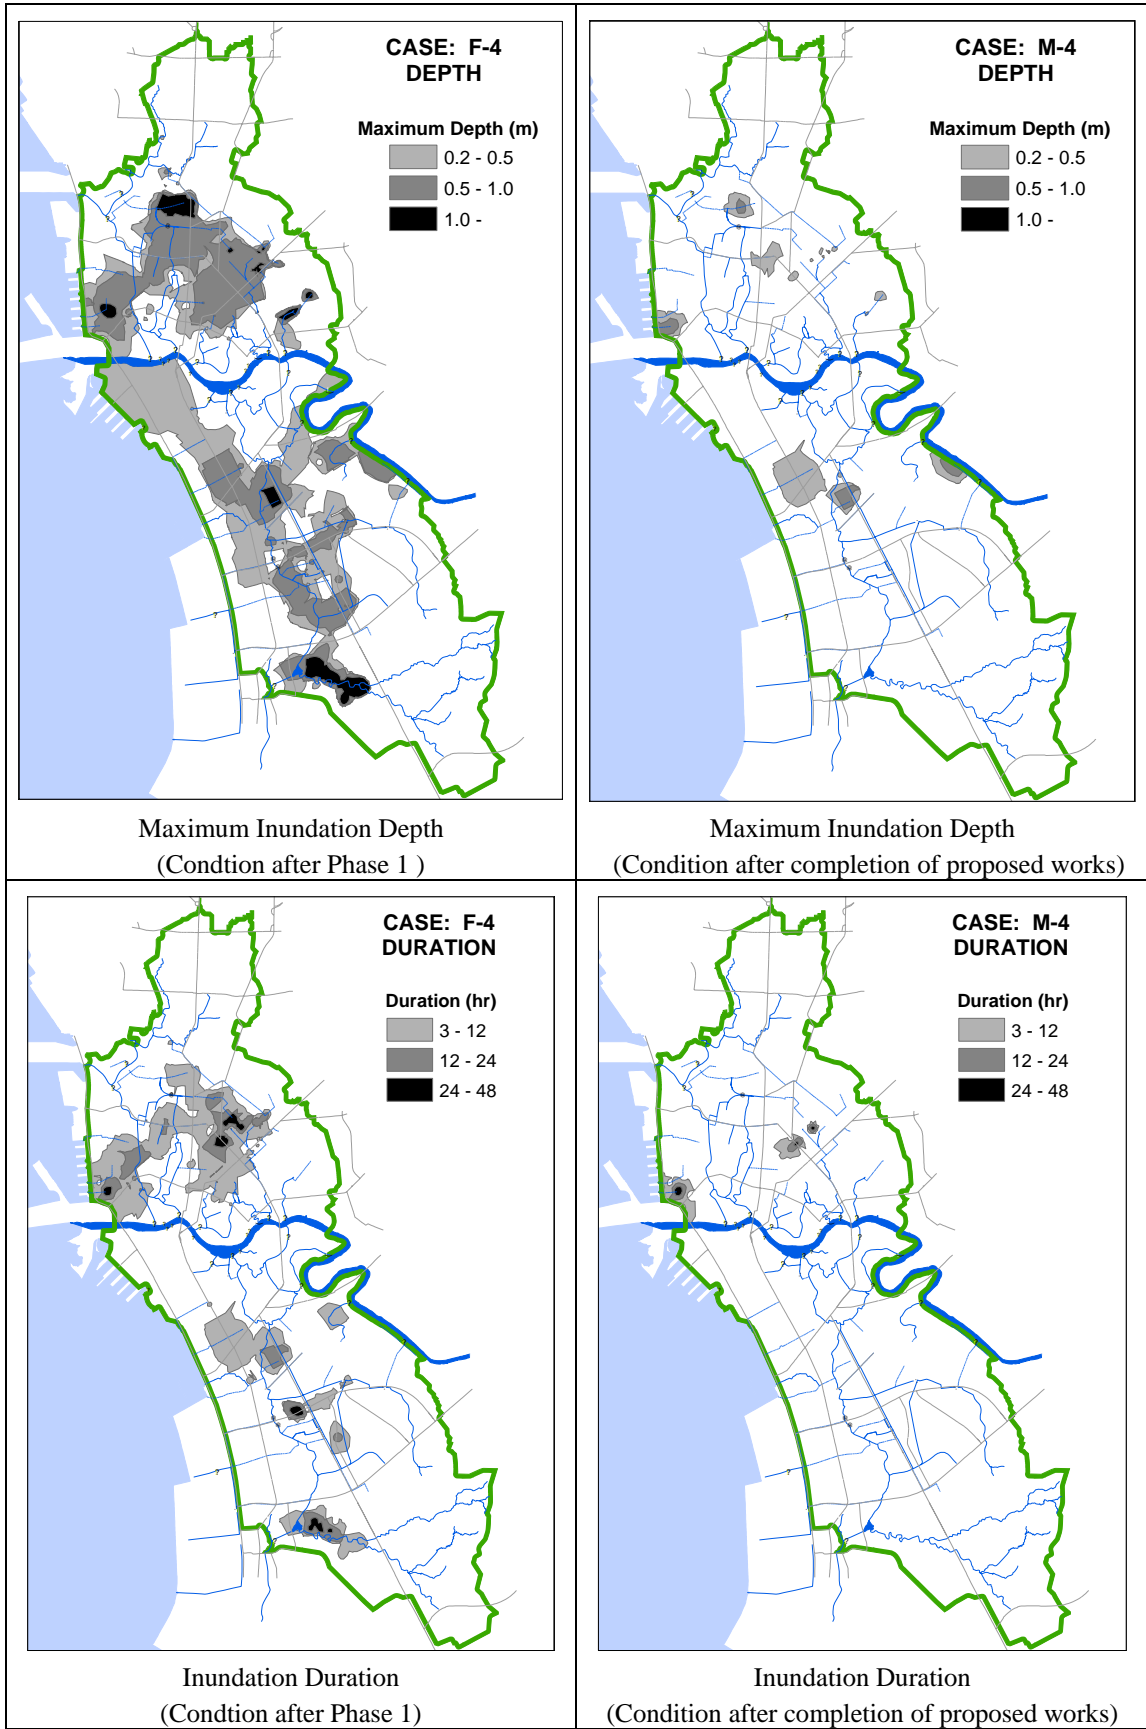 CASE: F-4
DEPTH
Maximum Depth (m)
0.2 - 0.5
0.5 - 1.0
1.0 -
Maximum Inundation Depth
(Condtion after Phase 1 )
CASE: M-4
DEPTH
Maximum Depth (m)
0.2 - 0.5
0.5 - 1.0
1.0 -
Maximum Inundation Depth
(Condition after completion of proposed works)
CASE: F-4
DURATION
Duration (hr)
3 - 12
12 - 24
24 - 48
Inundation Duration
(Condtion after Phase 1)
CASE: M-4
DURATION
Duration (hr)
3 - 12
12 - 24
24 - 48
Inundation Duration
(Condition after completion of proposed works)